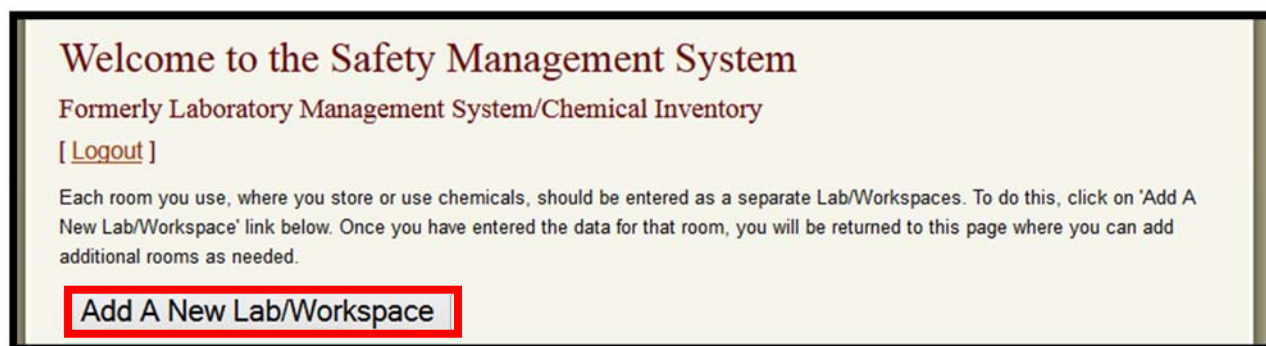 Welcome to the Safety Management System
Formerly Laboratory Management System/Chemical Inventory
[ Logout ]
Each room you use, where you store or use chemicals, should be entered as a separate Lab/Workspaces. To do this, click on 'Add A
New Lab/Workspace' link below. Once you have entered the data for that room, you will be returned to this page where you can add
additional rooms as needed.
Add A New Lab/Workspace